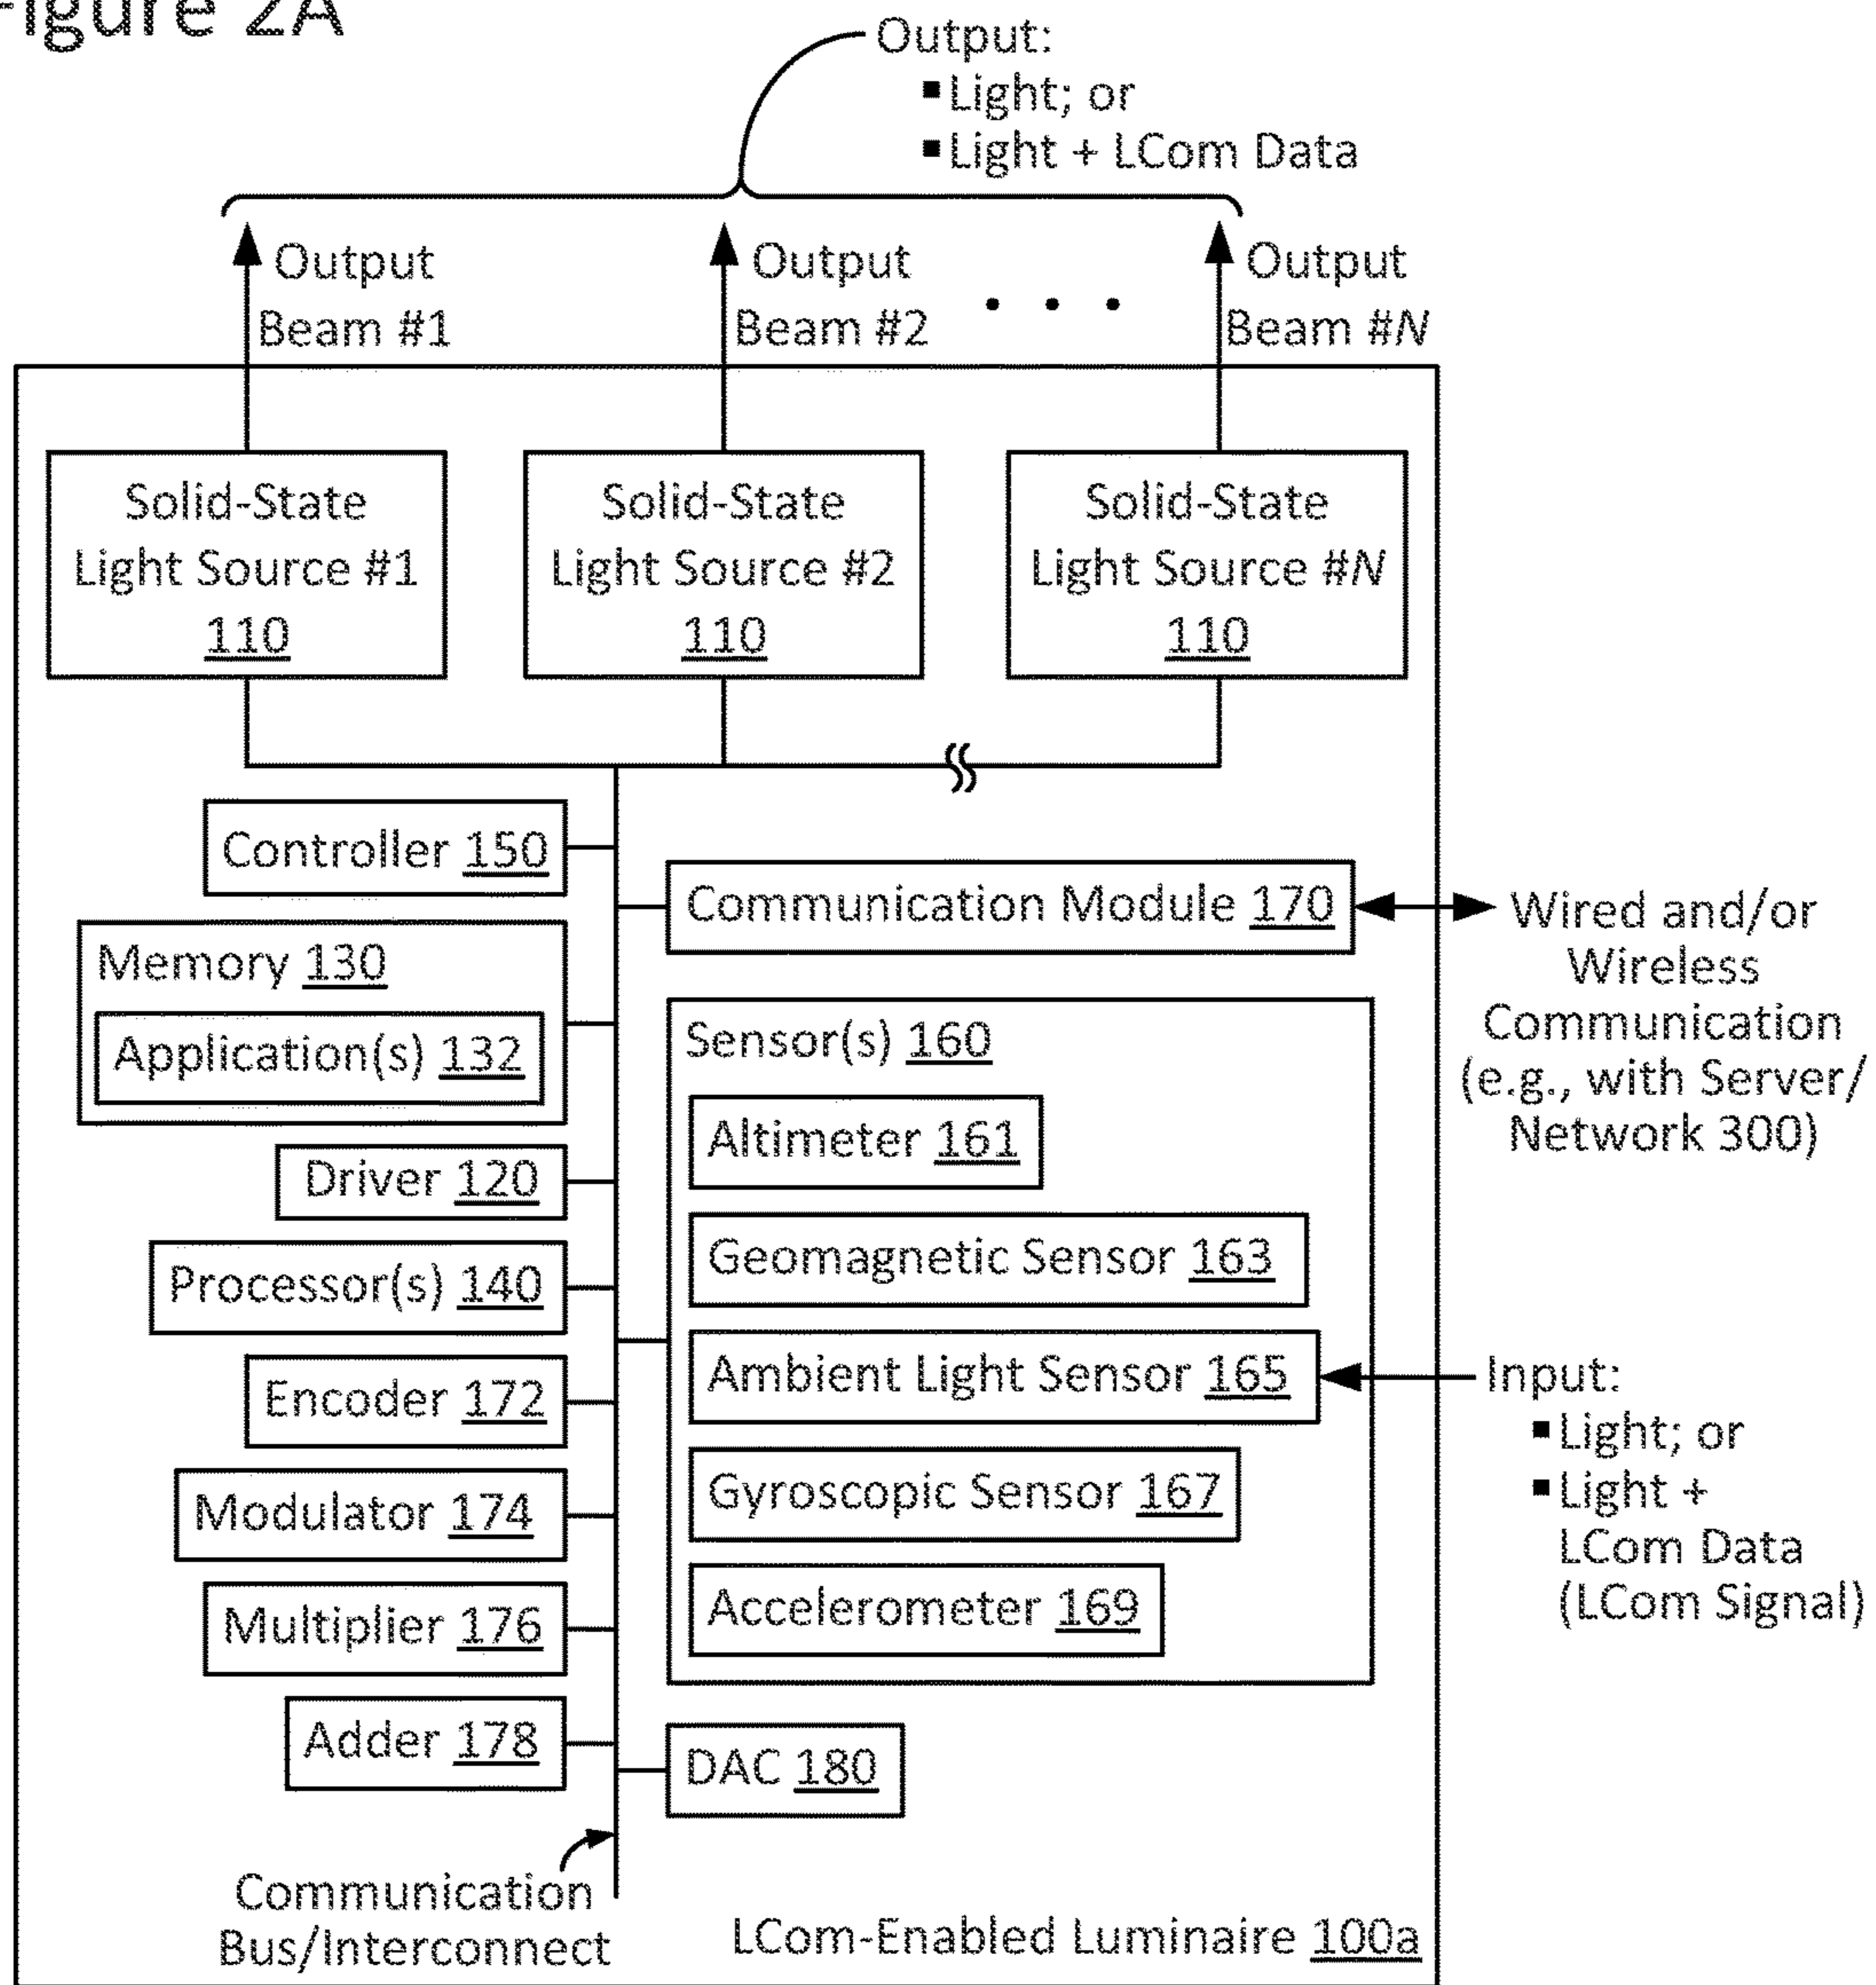 Figure 2A
Output:
▪ Light; or
▪ Light + LCom Data
Output
Beam #1
Output
Beam #2
. . .
Output
Beam #N
Solid-State
Light Source #1
110
Solid-State
Light Source #2
110
Solid-State
Light Source #N
110
Controller 150
Memory 130
Application(s) 132
Driver 120
Processor(s) 140
Encoder 172
Modulator 174
Multiplier 176
Adder 178
Communication
Bus/Interconnect
Communication Module 170
Wired and/or
Wireless
Communication
(e.g., with Server/
Network 300)
Sensor(s) 160
Altimeter 161
Geomagnetic Sensor 163
Ambient Light Sensor 165
Gyroscopic Sensor 167
Accelerometer 169
Input:
▪ Light; or
▪ Light +
LCom Data
(LCom Signal)
DAC 180
LCom-Enabled Luminaire 100a